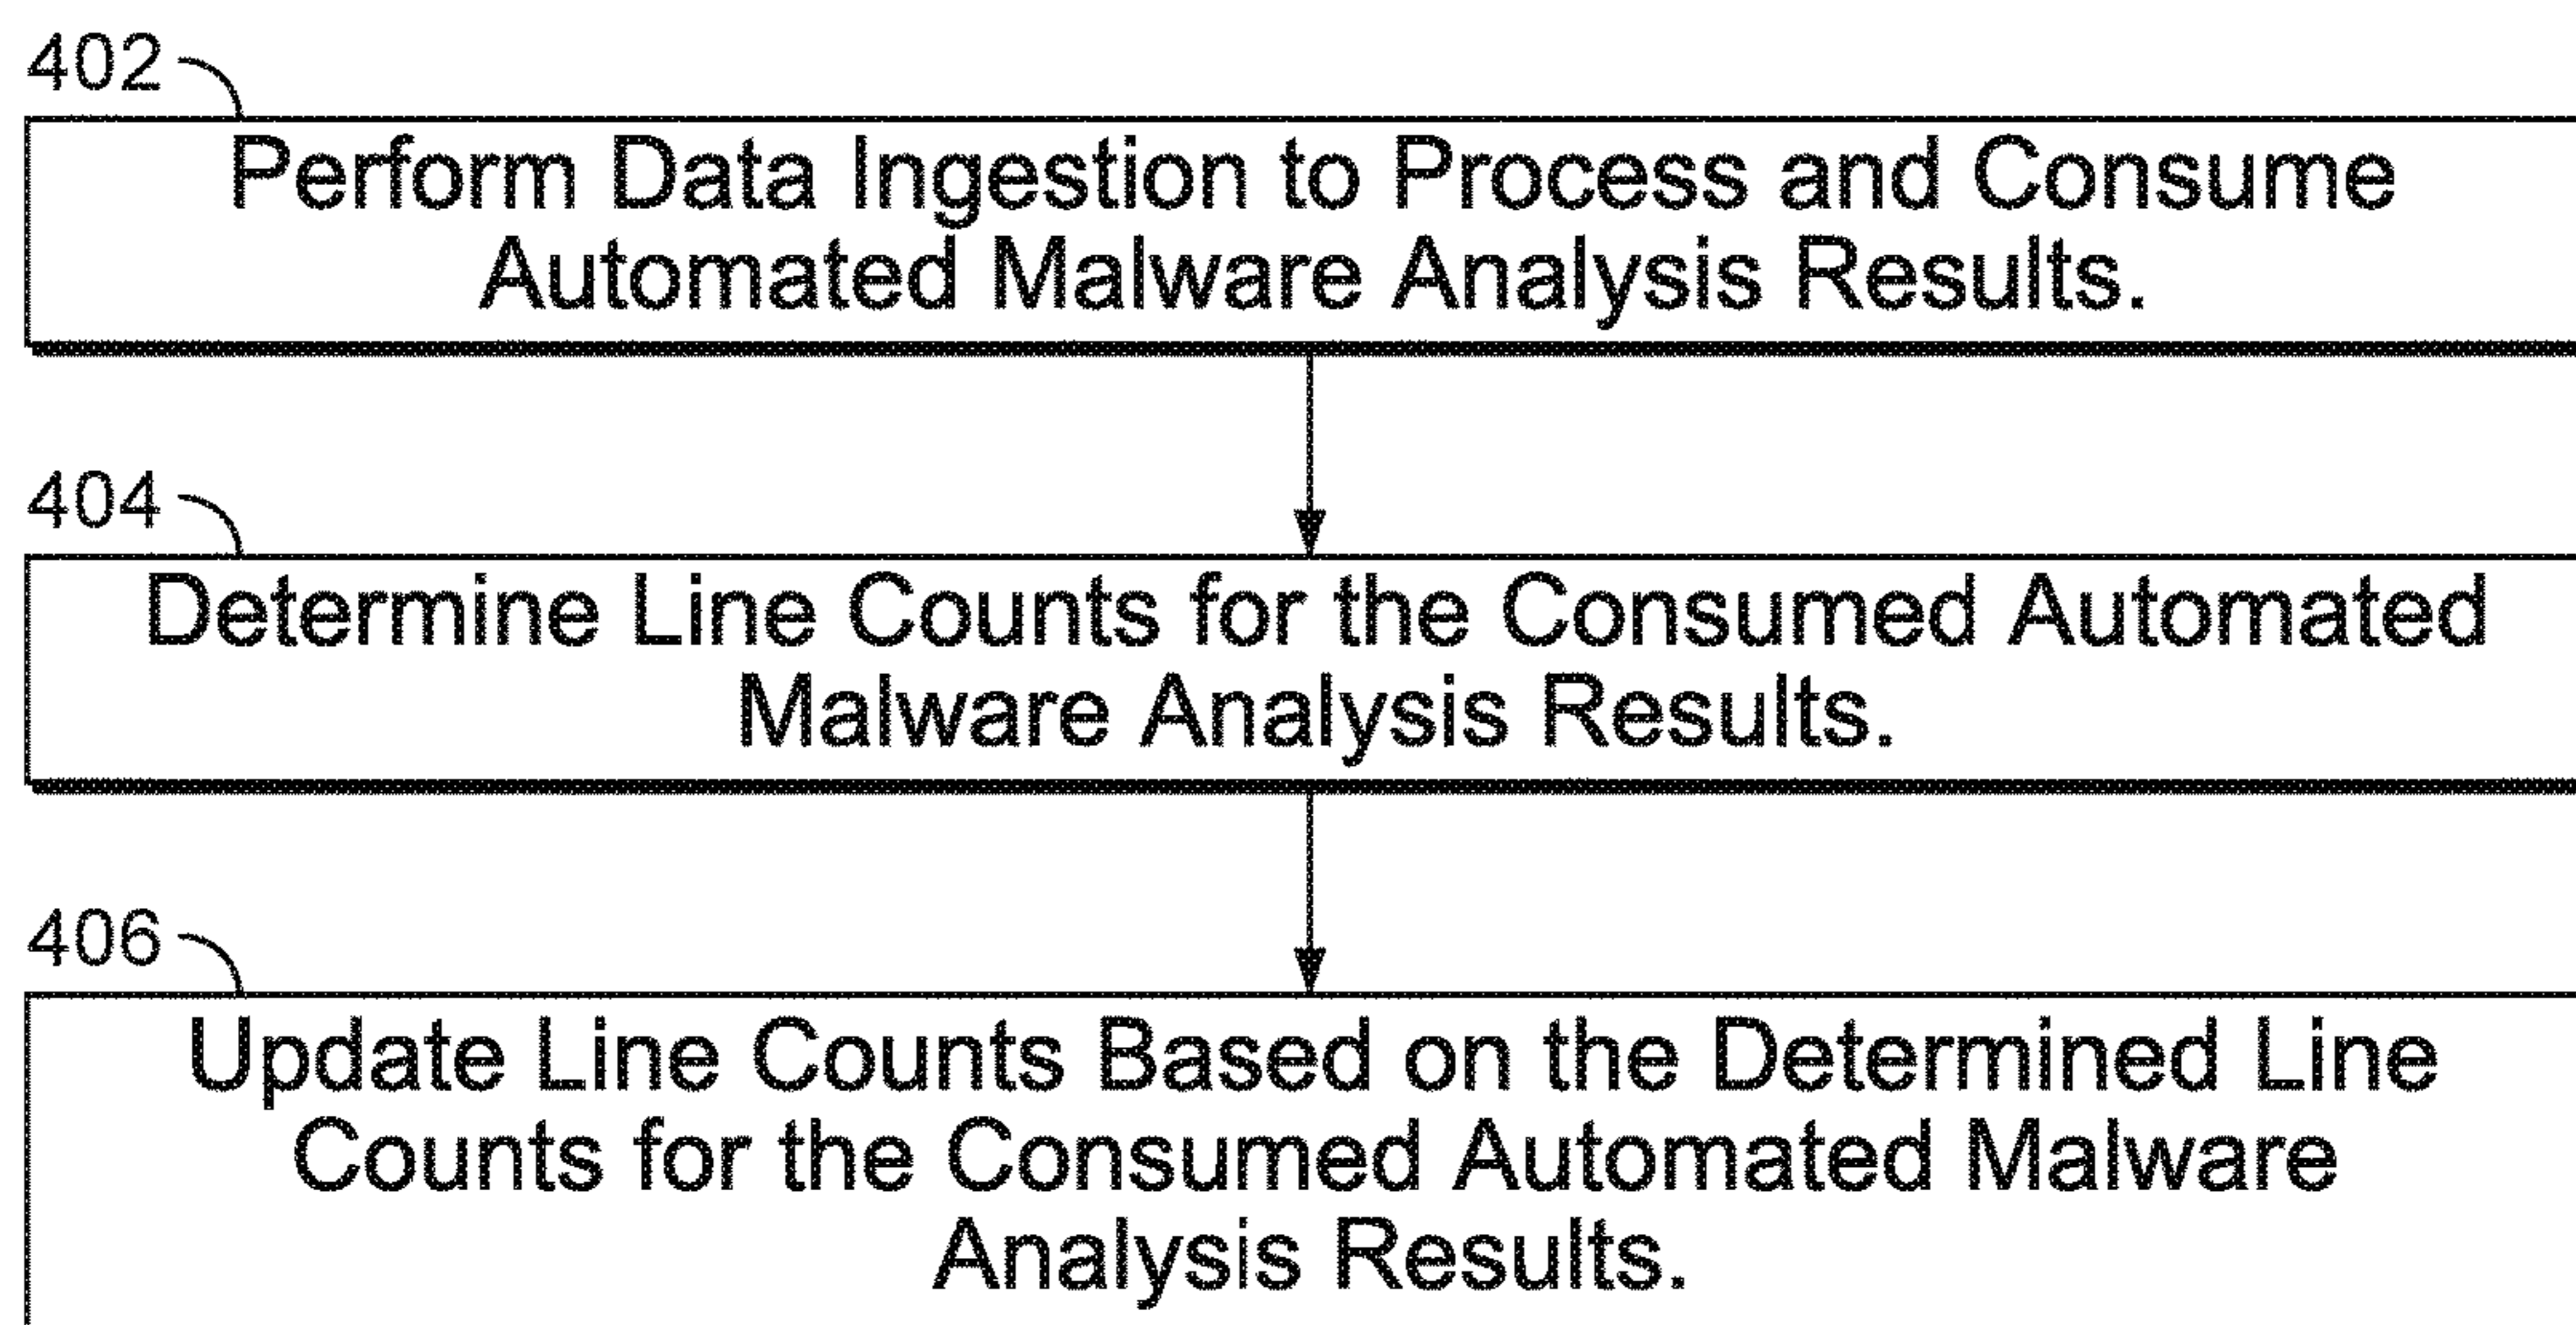 402
Perform Data Ingestion to Process and Consume
Automated Malware Analysis Results.
404
Determine Line Counts for the Consumed Automated
Malware Analysis Results.
406
Update Line Counts Based on the Determined Line
Counts for the Consumed Automated Malware
Analysis Results.